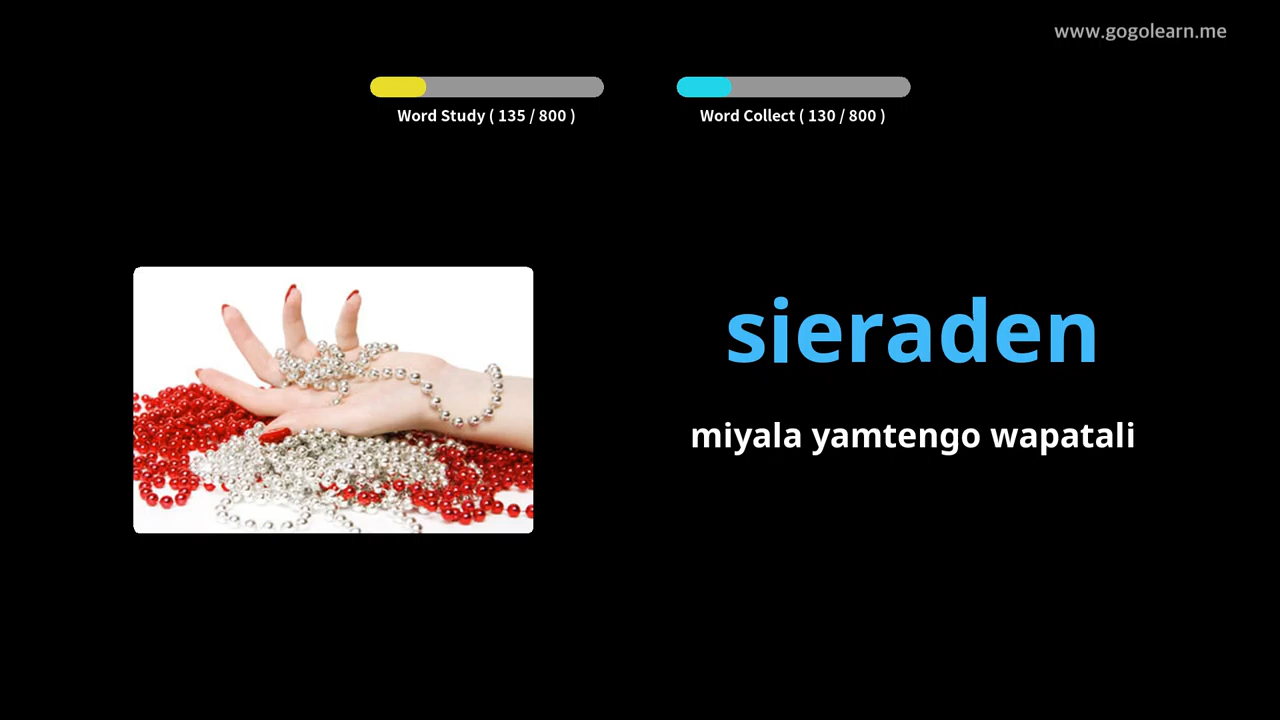 www.gogolearn.me
Word Study ( 135 / 800 )
Word Collect ( 130 / 800 )
sieraden
miyala yamtengo wapatali